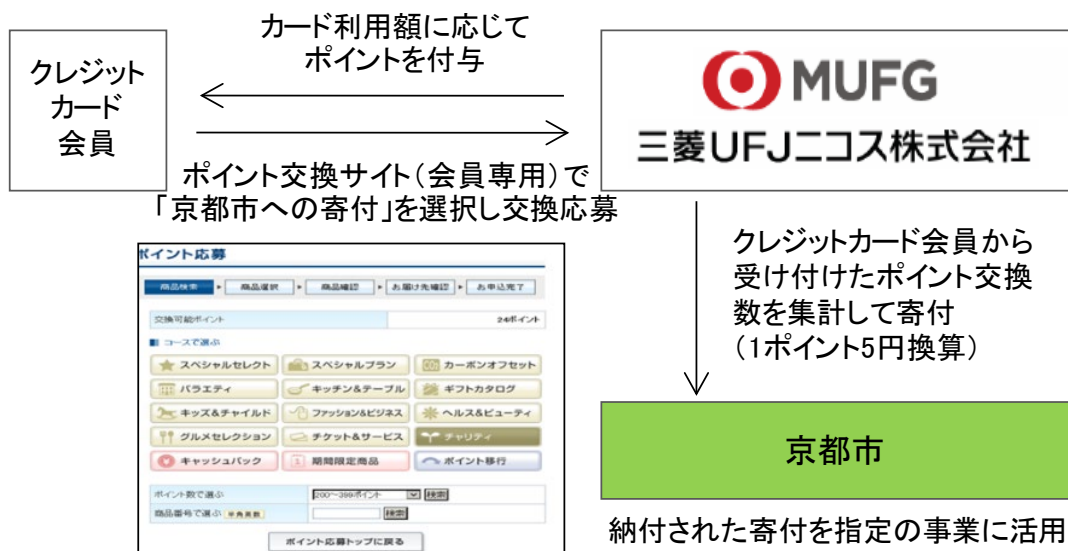 カード利用額に応じて
ポイントを付与
クレジット
カード
会員
MUFG
三菱UFJニコス株式会社
ポイント交換サイト（会員専用）で
「京都市への寄付」を選択し交換応募
クレジットカード会員から
受け付けたポイント交換
数を集計して寄付
（1ポイント5円換算）
ポイント応募
商品検索 商品選択 商品確認 お届け先確認 お申込完了
交換可能ポイント 24ポイント
コースで選ぶ
スペシャルセレクト スペシャルプラン カーボンオフセット
バラエティ キッチン&テーブル ギフトカタログ
キッズ&チャイルド ファッション&ビジネス ヘルス&ビューティ
グルメセレクション チケット&サービス チャリティ
キャッシュバック 期間限定商品 ポイント移行
ポイント数で選ぶ 200～399ポイント 検索
商品番号で選ぶ 半角英数 検索
ポイント応募トップに戻る
京都市
納付された寄付を指定の事業に活用